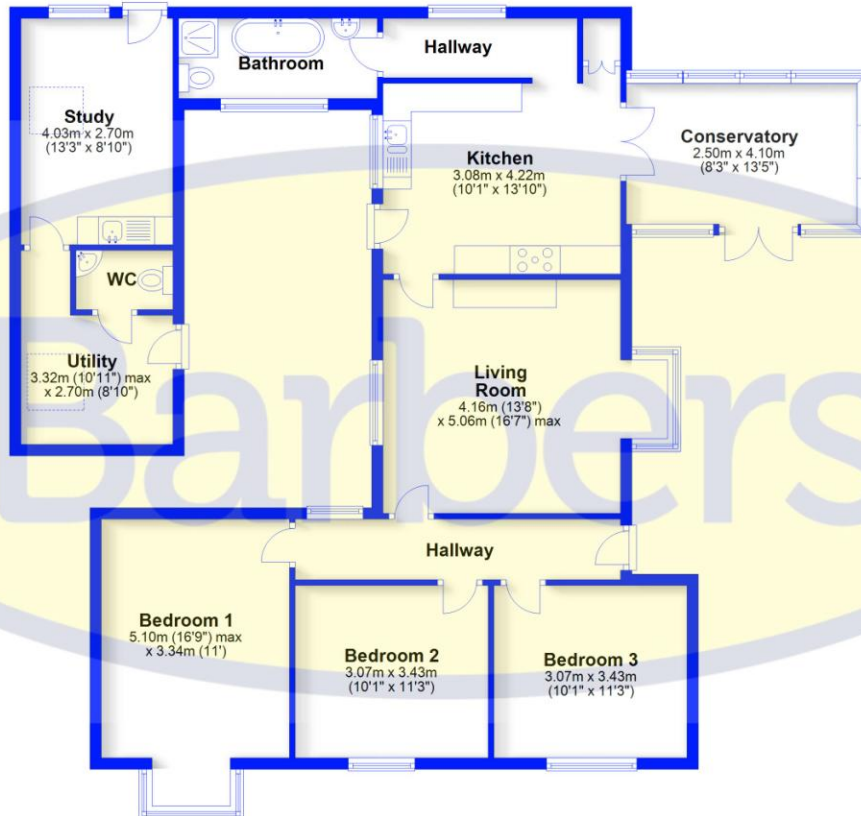 Bathroom
Hallway
Study
4.03m x 2.70m
(13'3" x 8'10")
Kitchen
3.08m x 4.22m
(10'1" x 13'10")
Conservatory
2.50m x 4.10m
(8'3" x 13'5")
WC
Utility
3.32m (10'11") max
x 2.70m (8'10")
Living
Room
4.16m (13'8")
x 5.06m (16'7") max
Barbers
Hallway
Bedroom 1
5.10m (16'9") max
x 3.34m (11')
Bedroom 2
3.07m x 3.43m
(10'1" x 11'3")
Bedroom 3
3.07m x 3.43m
(10'1" x 11'3")